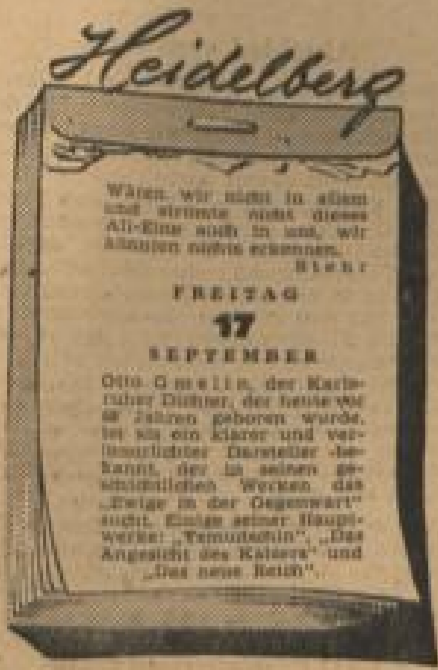 Heidelberg
Wären wir nicht in allem
und strömte nicht dieses
All-Eine auch in uns, wir
könnten nichts erkennen.
Stehr
FREITAG
17
SEPTEMBER
Otto Gmelin, der Karls-
ruher Dichter, der heute vor
Jahren geboren wurde,
ist als ein klarer und ver-
innerlichter Darsteller be-
kannt, der in seinen ge-
schichtlichen Werken das
„Ewige in der Gegenwart"
sucht. Einige seiner Haupt-
werke: „Temudschin", „Das
Angesicht des Kaisers" und
„Das neue Reich".